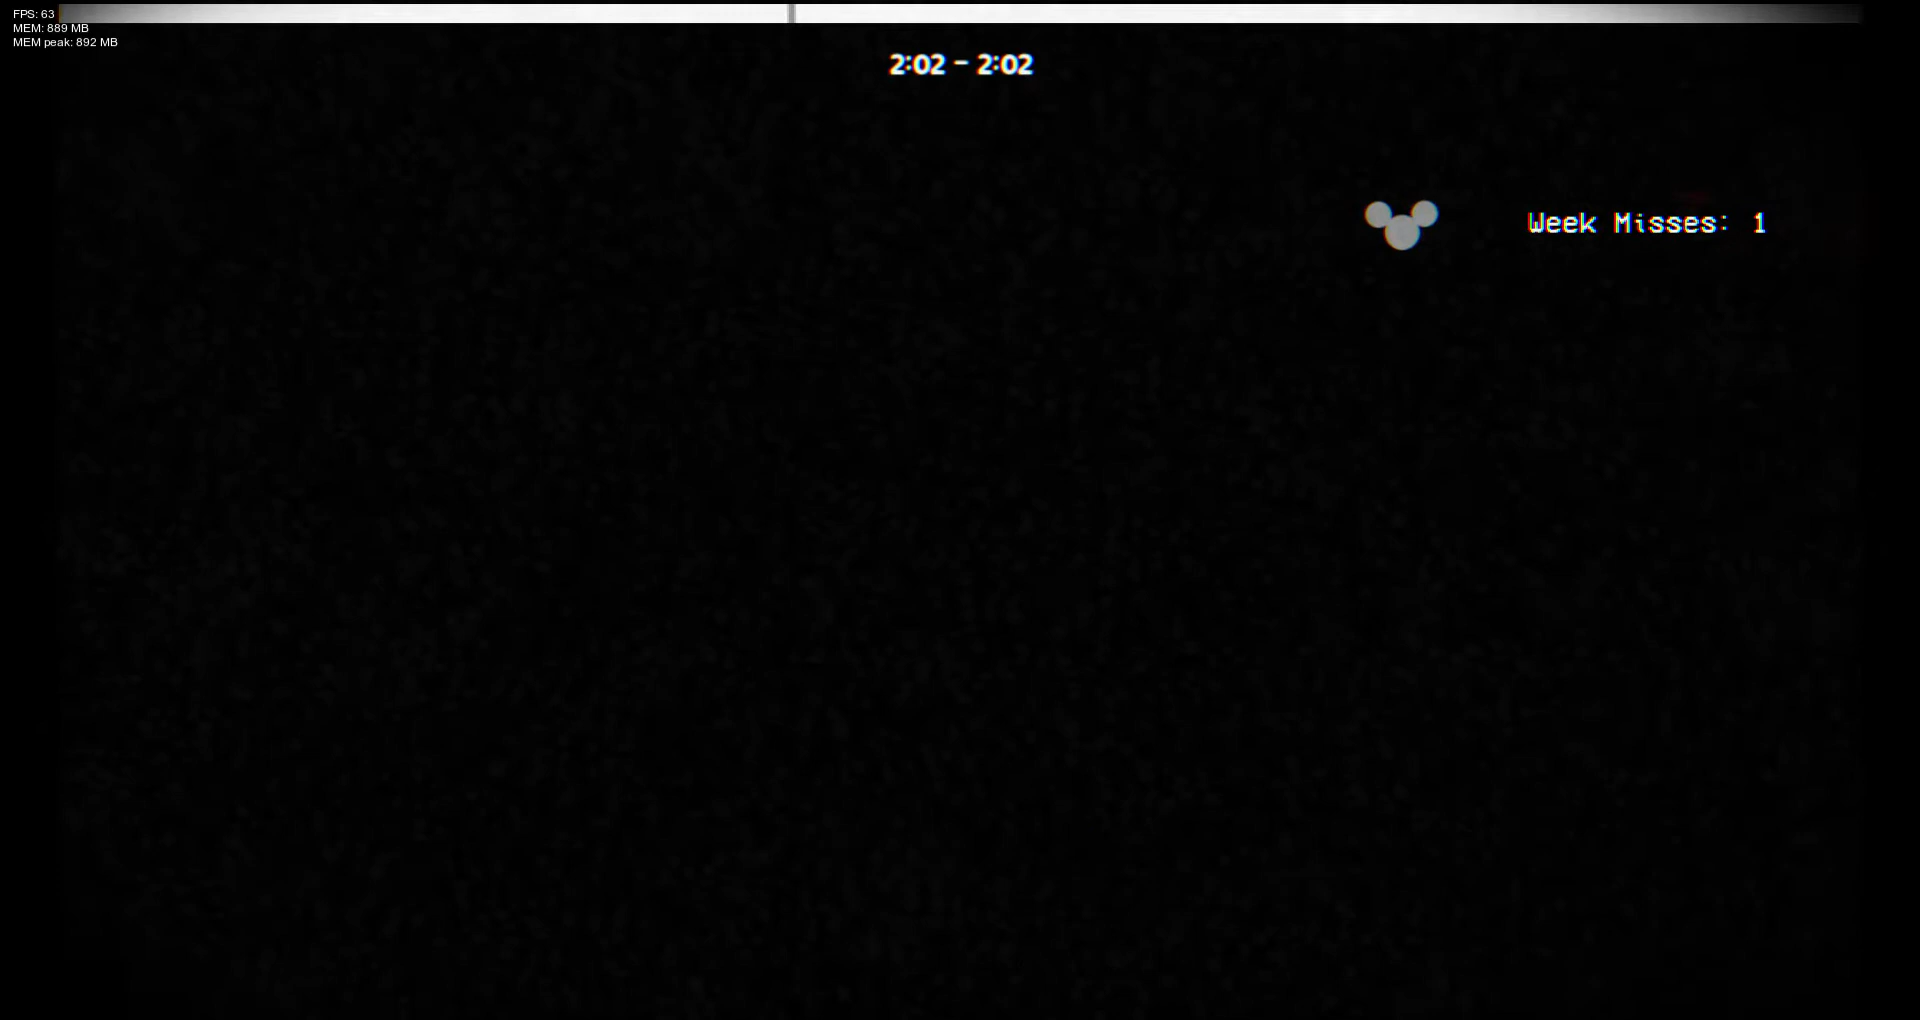 FPS: 63
MEM: 889 MB
MEM peak: 892 MB
2:02 - 2:02
Week Misses: 1